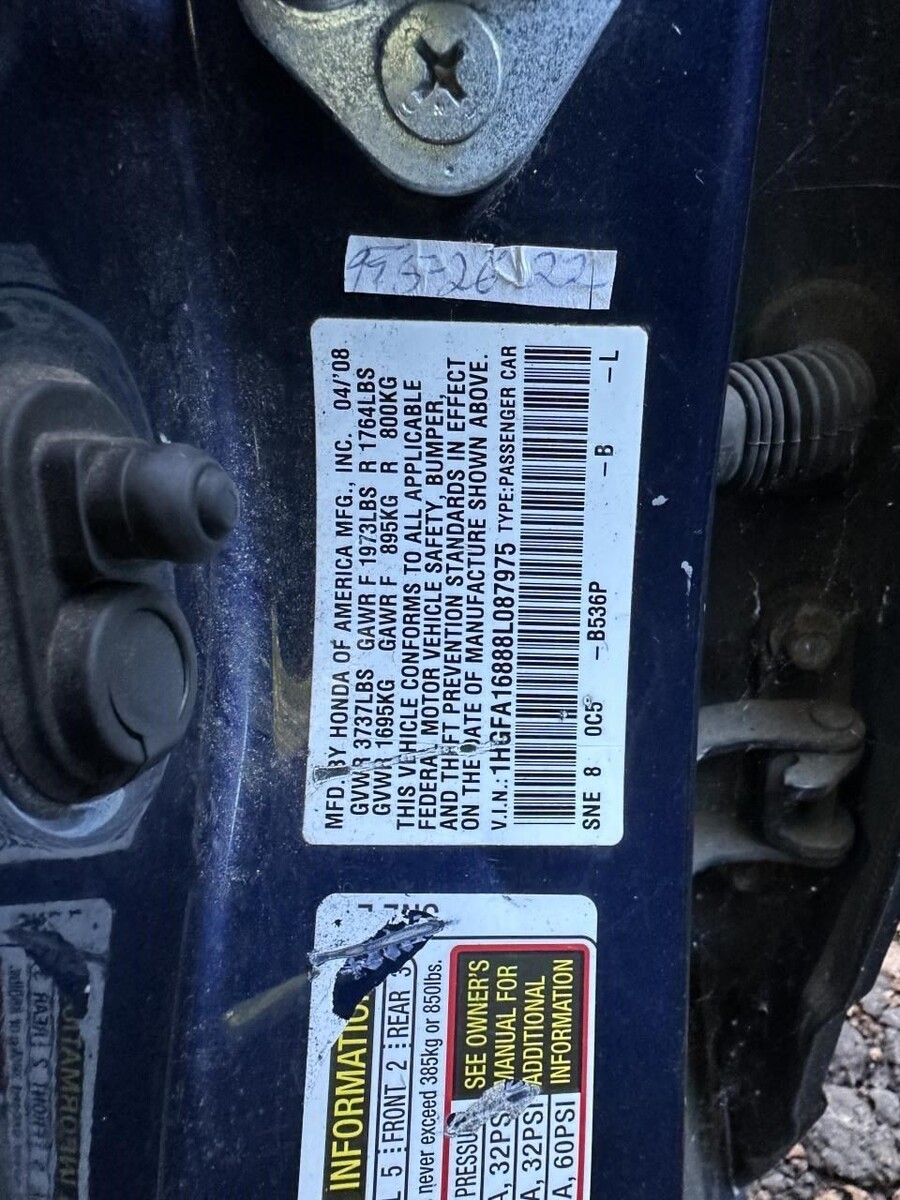 MFD. BY HONDA OF AMERICA MFG., INC. 04/'08
GVWR 3737LBS GAWR F 1973LBS R 1764LBS
GVWR 1695KG GAWR F 895KG R 800KG
THIS VEHICLE CONFORMS TO ALL APPLICABLE
FEDERAL MOTOR VEHICLE SAFETY, BUMPER,
AND THEFT PREVENTION STANDARDS IN EFFECT
ON THE DATE OF MANUFACTURE SHOWN ABOVE.
V.I.N.: 1HGFA16888L087975 TYPE:PASSENGER CAR
SNE 8 0C5 –B536P –B –L
INFORMATION
5 FRONT 2 REAR 3
never exceed 385kg or 850lbs.
SEE OWNER'S
MANUAL FOR
ADDITIONAL
INFORMATION
32PSI
32PSI
60PSI